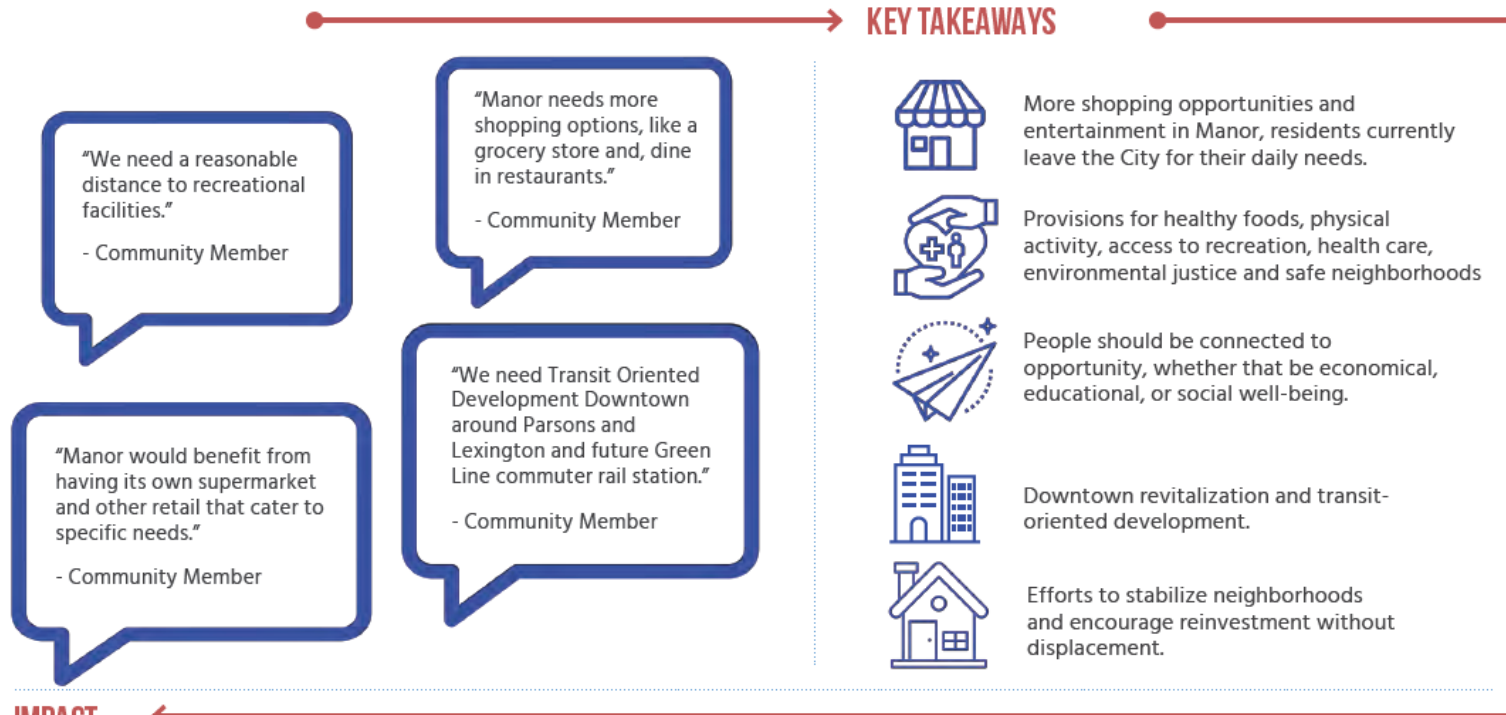 KEY TAKEAWAYS
“We need a reasonable
distance to recreational
facilities.”
- Community Member
“Manor needs more
shopping options, like a
grocery store and, dine
in restaurants.”
- Community Member
“Manor would benefit from
having its own supermarket
and other retail that cater to
specific needs.”
- Community Member
“We need Transit Oriented
Development Downtown
around Parsons and
Lexington and future Green
Line commuter rail station.”
- Community Member
More shopping opportunities and
entertainment in Manor, residents currently
leave the City for their daily needs.
Provisions for healthy foods, physical
activity, access to recreation, health care,
environmental justice and safe neighborhoods
People should be connected to
opportunity, whether that be economical,
educational, or social well-being.
Downtown revitalization and transit-
oriented development.
Efforts to stabilize neighborhoods
and encourage reinvestment without
displacement.
IMPACT